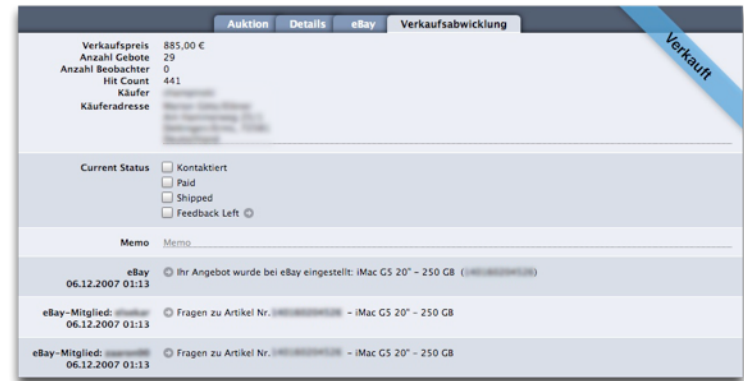 Auktion Details eBay Verkaufsabwicklung
Verkauft
Verkaufspreis 885,00 €
Anzahl Gebote 29
Anzahl Beobachter 0
Hit Count 441
Käufer
Käuferadresse
Current Status Kontaktiert
Paid
Shipped
Feedback Left
Memo Memo
eBay Ihr Angebot wurde bei eBay eingestellt: iMac G5 20" – 250 GB ( )
06.12.2007 01:13
eBay-Mitglied: Fragen zu Artikel Nr. – iMac G5 20" – 250 GB
06.12.2007 01:13
eBay-Mitglied: Fragen zu Artikel Nr. – iMac G5 20" – 250 GB
06.12.2007 01:13